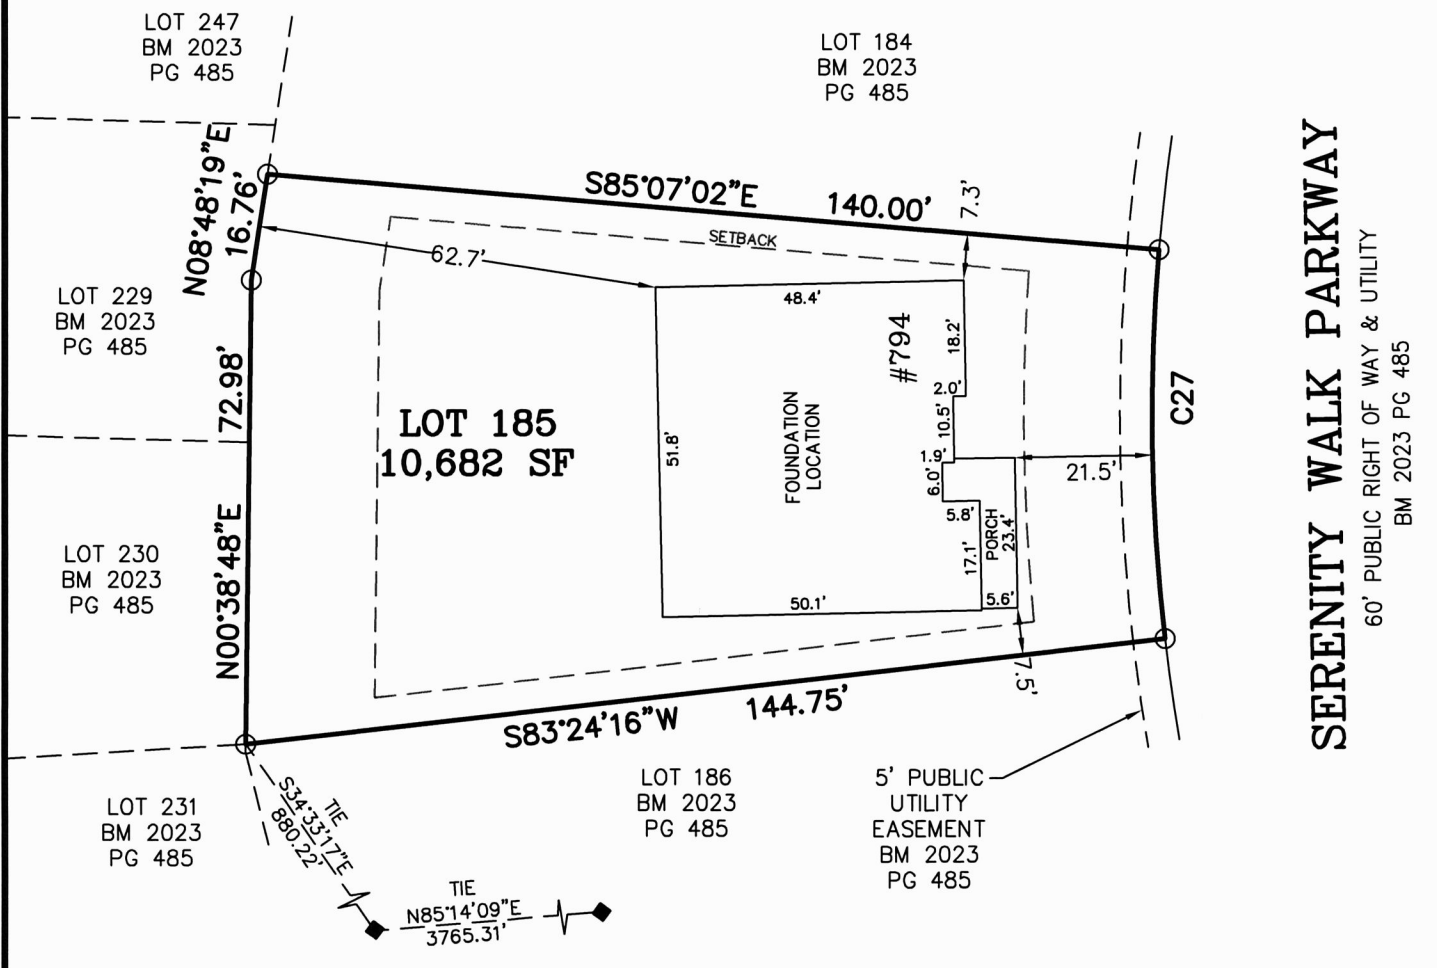 LOT 247
BM 2023
PG 485
LOT 184
BM 2023
PG 485
N08°48'19"E
16.76'
S85°07'02"E
140.00'
7.3'
SETBACK
62.7'
48.4'
#794
18.2'
LOT 229
BM 2023
PG 485
72.98'
2.0'
10.5'
C27
LOT 185
10,682 SF
51.8'
FOUNDATION
LOCATION
1.9'
6.0'
21.5'
5.8'
PORCH
23.4'
17.1'
N00°38'48"E
LOT 230
BM 2023
PG 485
50.1'
5.6'
7.5'
S83°24'16"W
144.75'
SERENITY WALK PARKWAY
60' PUBLIC RIGHT OF WAY & UTILITY
BM 2023 PG 485
LOT 231
BM 2023
PG 485
TIE
S34°33'17"E
880.22'
LOT 186
BM 2023
PG 485
5' PUBLIC
UTILITY
EASEMENT
BM 2023
PG 485
TIE
N85°14'09"E
3765.31'